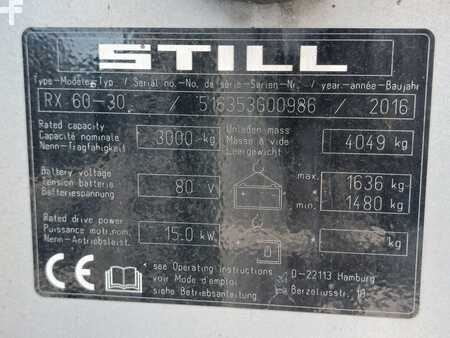 STILL
Type-Modèle-Typ / Serial no.-No. de série-Serien-Nr. / year-année-Baujahr
RX 60-30 / 516353G00986 / 2016
Rated capacity
Capacité nominale
Nenn-Tragfähigkeit
3000 kg
Unladen mass
Masse à vide
Leergewicht
4049 kg
Battery voltage
Tension batterie
Batteriespannung
80 V
max. 1636 kg
min. 1480 kg
Rated drive power
Puissance motr.nom.
Nenn-Antriebsleist.
15.0 kW
kg
CE
* see Operating instructions
voir Mode d'emploi
siehe Betriebsanleitung
D-22113 Hamburg
Berzeliusstr. 10